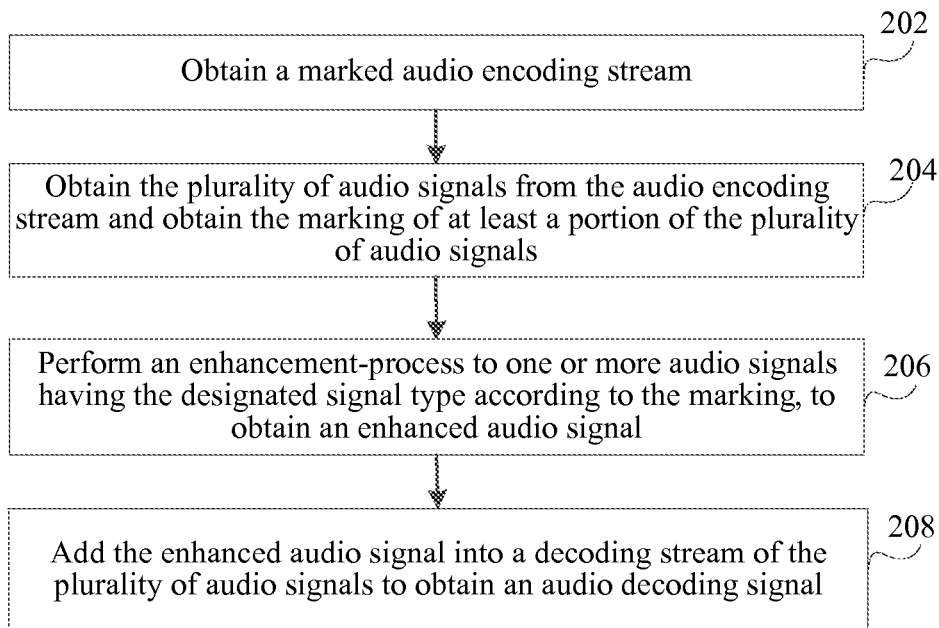 202
Obtain a marked audio encoding stream
204
Obtain the plurality of audio signals from the audio encoding
stream and obtain the marking of at least a portion of the plurality
of audio signals
206
Perform an enhancement-process to one or more audio signals
having the designated signal type according to the marking, to
obtain an enhanced audio signal
208
Add the enhanced audio signal into a decoding stream of the
plurality of audio signals to obtain an audio decoding signal